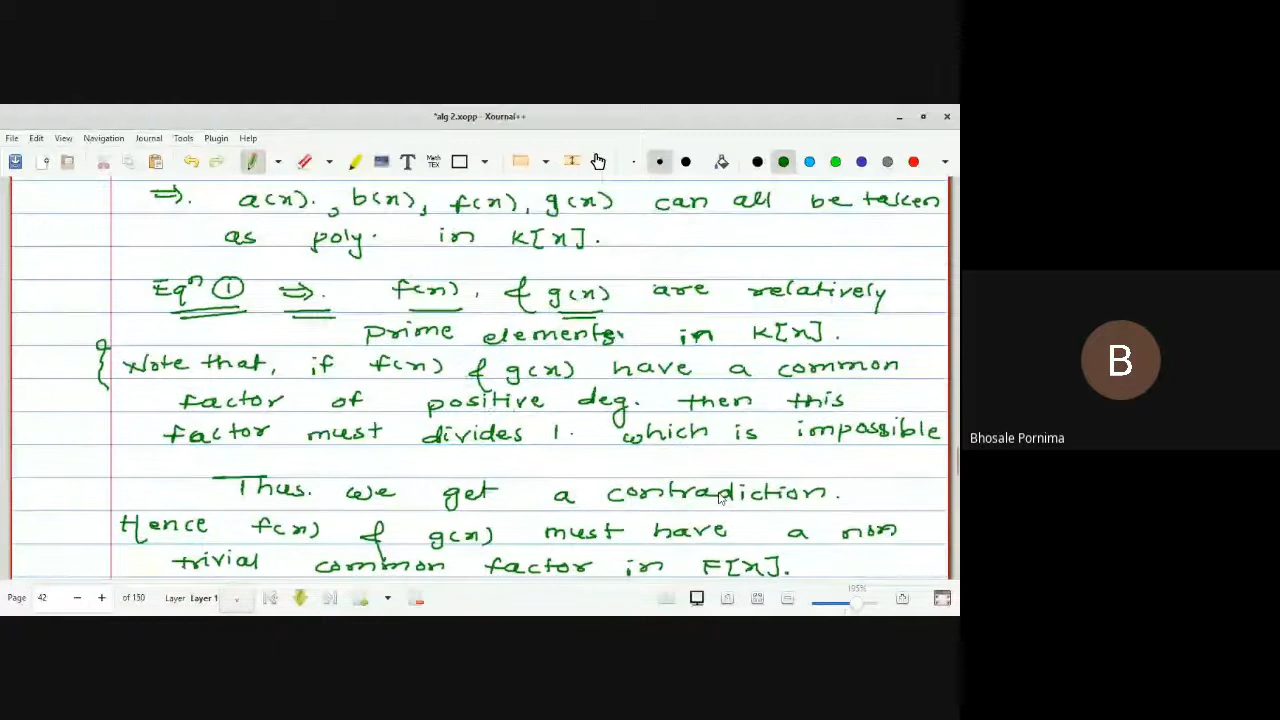 *alg 2.xopp - Xournal++
File Edit View Navigation Journal Tools Plugin Help
⇒. a(x)., b(x), f(x), g(x) can all be taken
as poly. in K[x].
Eqⁿ ① ⇒. f(x), & g(x) are relatively
prime elements in K[x].
Note that, if f(x) & g(x) have a common
factor of positive deg. then this
factor must divides 1. which is impossible
Thus. we get a contradiction.
Hence f(x) & g(x) must have a non
trivial common factor in F[x].
Page 42 of 150 Layer Layer 1 195%
B
Bhosale Pornima